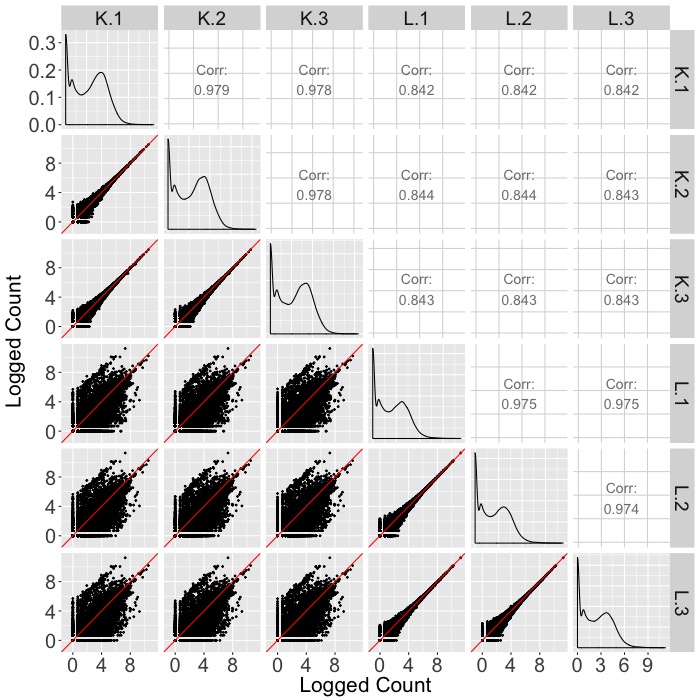 K.1 K.2 K.3 L.1 L.2 L.3
0.3
0.2
0.1
0.0
Corr:
0.979
Corr:
0.978
Corr:
0.842
Corr:
0.842
Corr:
0.842
K.1
8
4
0
Corr:
0.978
Corr:
0.844
Corr:
0.844
Corr:
0.843
K.2
8
4
0
Corr:
0.843
Corr:
0.843
Corr:
0.843
K.3
8
4
0
Corr:
0.975
Corr:
0.975
L.1
8
4
0
Corr:
0.974
L.2
8
4
0
L.3
0 4 8 0 4 8 0 4 8 0 4 8 0 4 8 0 3 6 9
Logged Count
Logged Count